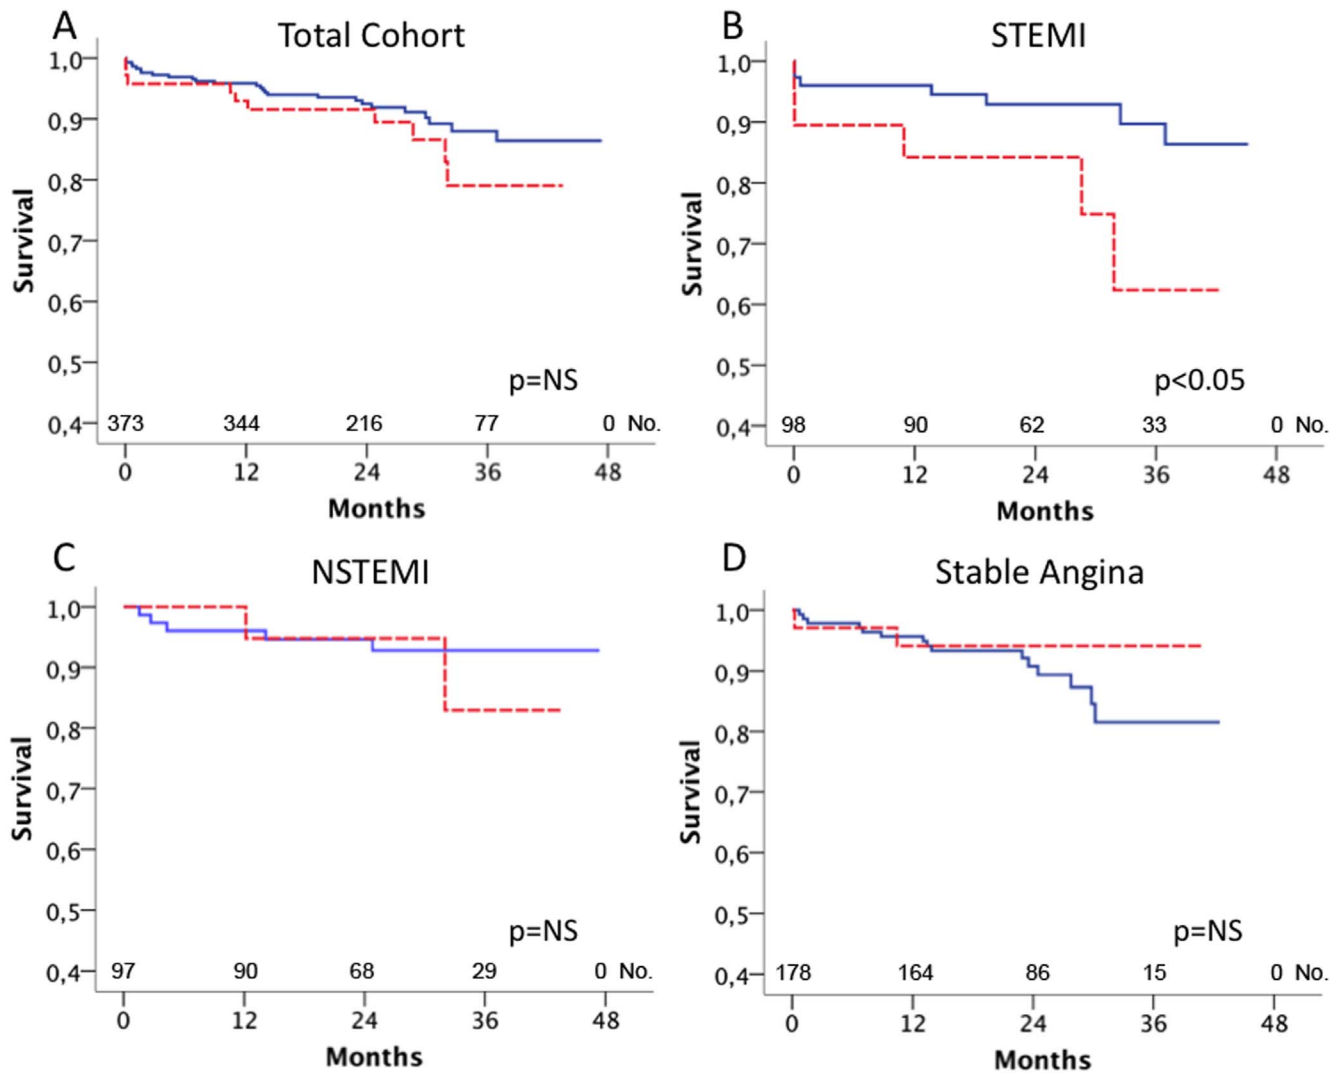 A
Total Cohort
1,0
0,9
0,8
0,7
0,6
0,5
0,4
Survival
p=NS
373 344 216 77 0 No.
0 12 24 36 48
Months
B
STEMI
1,0
0,9
0,8
0,7
0,6
0,5
0,4
Survival
p<0.05
98 90 62 33 0 No.
0 12 24 36 48
Months
C
NSTEMI
1,0
0,9
0,8
0,7
0,6
0,5
0,4
Survival
p=NS
97 90 68 29 0 No.
0 12 24 36 48
Months
D
Stable Angina
1,0
0,9
0,8
0,7
0,6
0,5
0,4
Survival
p=NS
178 164 86 15 0 No.
0 12 24 36 48
Months